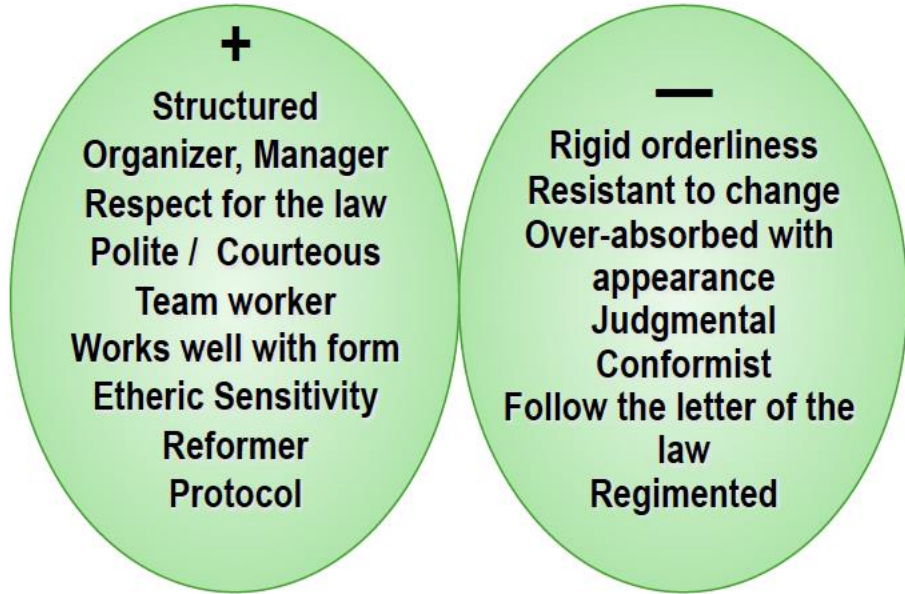 +
Structured
Organizer, Manager
Respect for the law
Polite / Courteous
Team worker
Works well with form
Etheric Sensitivity
Reformer
Protocol
—
Rigid orderliness
Resistant to change
Over-absorbed with
appearance
Judgmental
Conformist
Follow the letter of the
law
Regimented